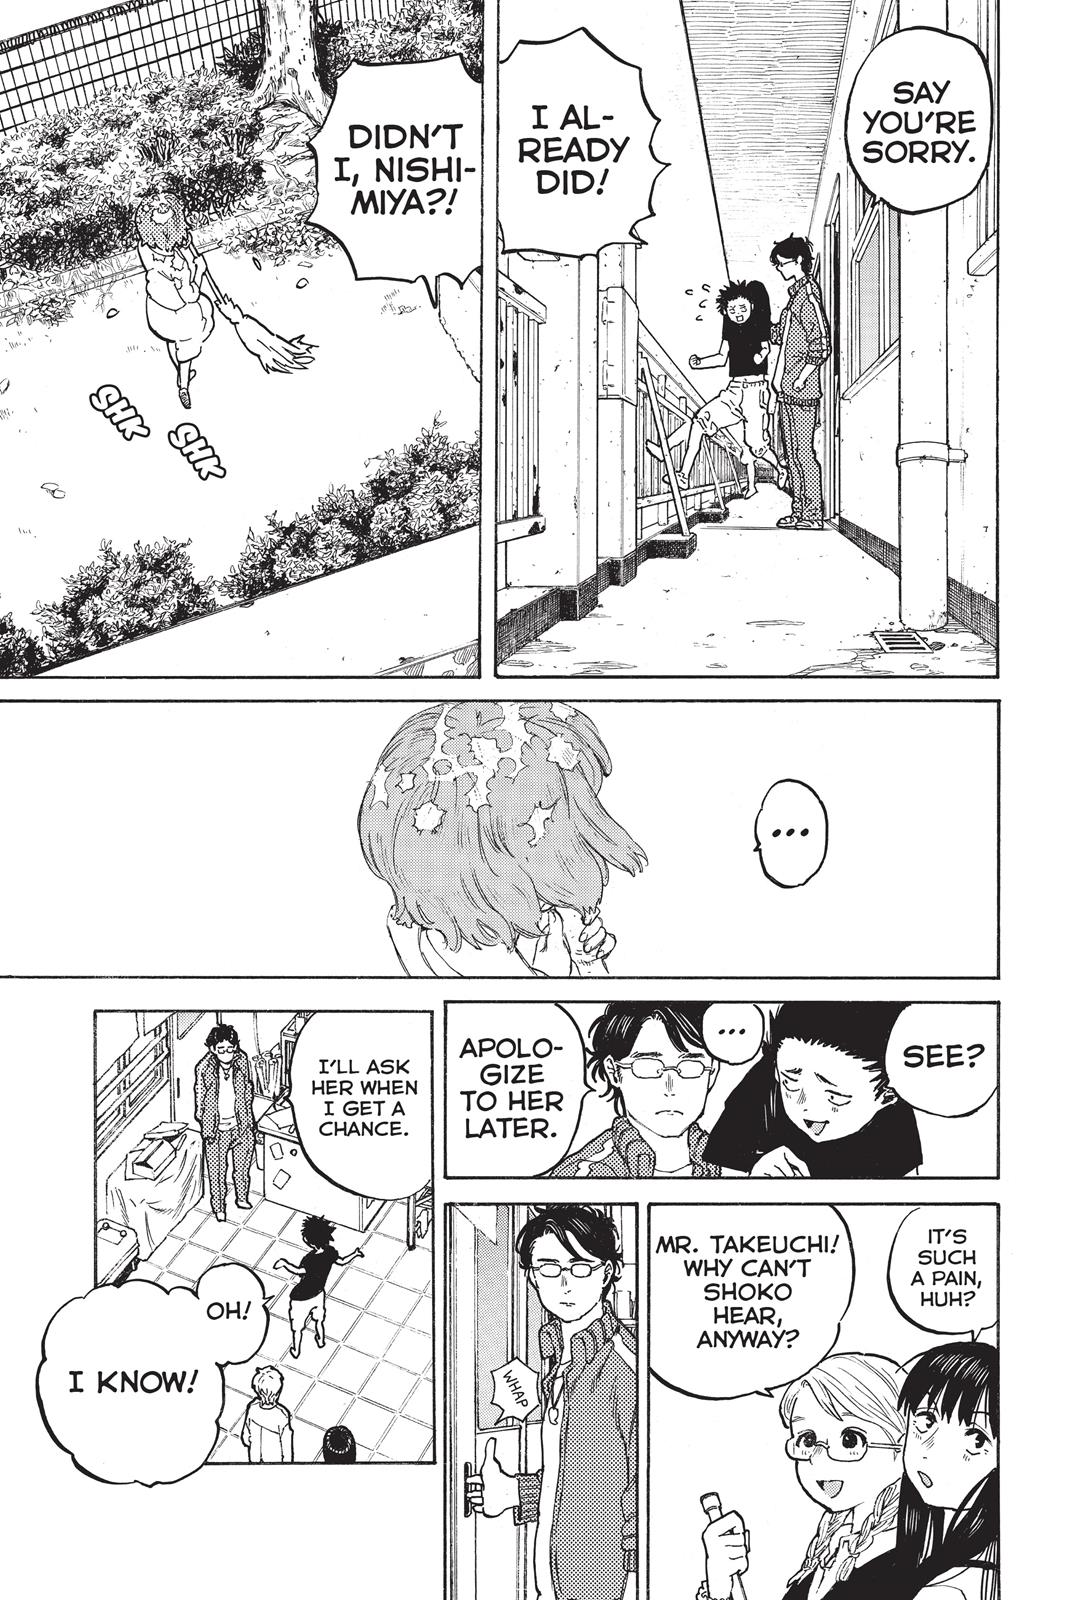 SAY
YOU'RE
SORRY.
I AL-
READY
DID!
DIDN'T
I, NISHI-
MIYA?!
SHK
SHK
...
SEE?
...
APOLO-
GIZE
TO HER
LATER.
IT'S
SUCH
A PAIN,
HUH?
MR. TAKEUCHI!
WHY CAN'T
SHOKO
HEAR,
ANYWAY?
WHAP
I'LL ASK
HER WHEN
I GET A
CHANCE.
OH!
I KNOW!